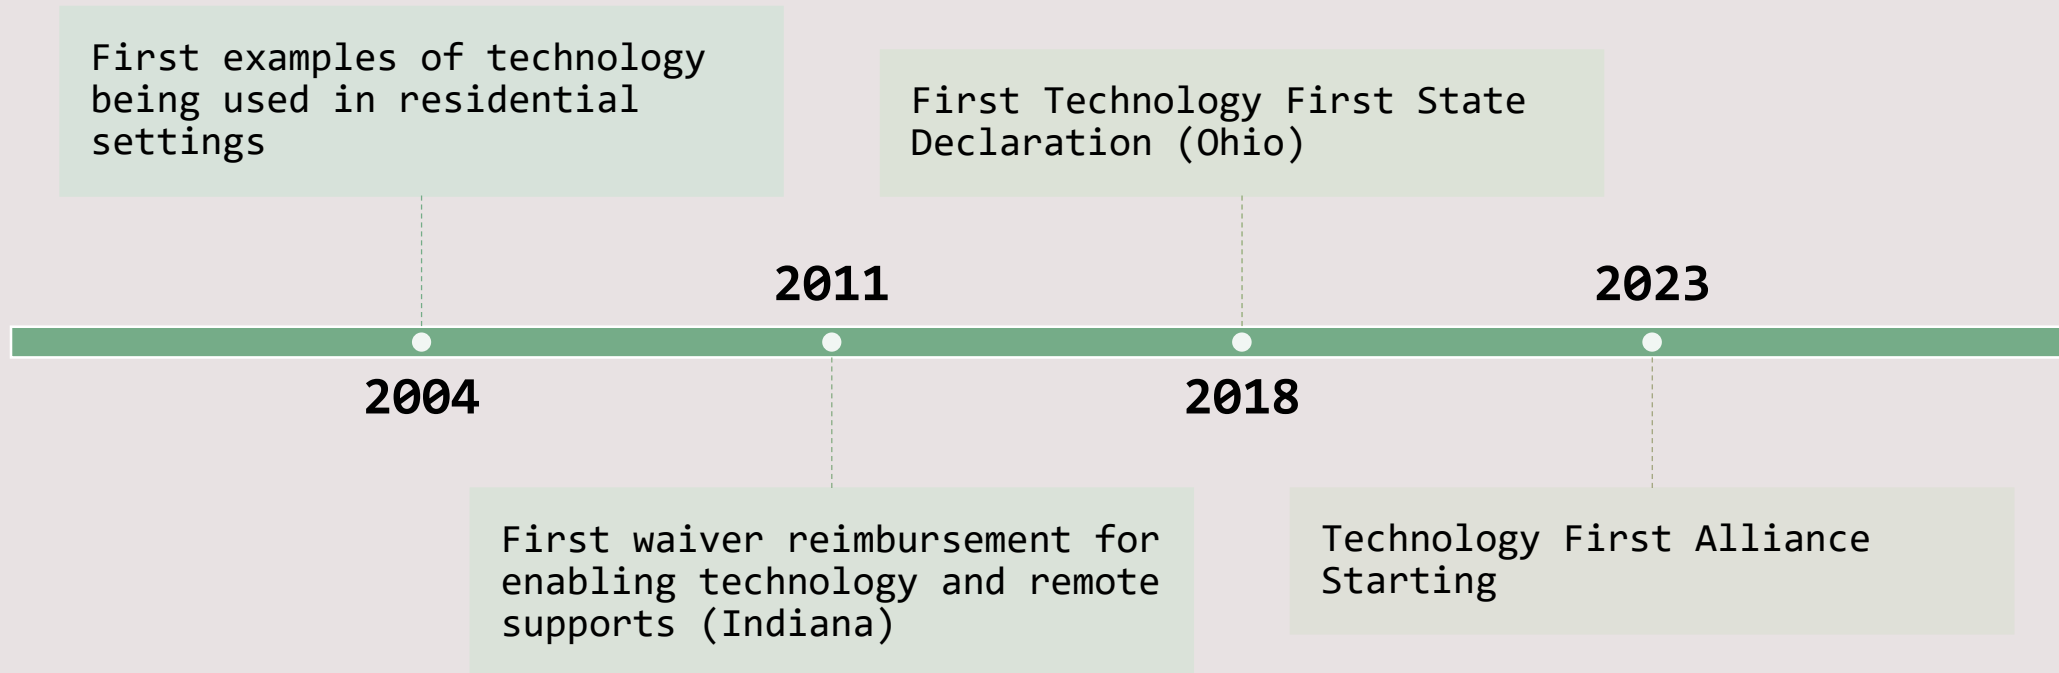 First examples of technology
being used in residential
settings
First Technology First State
Declaration (Ohio)
2011
2023
2004
2018
First waiver reimbursement for
enabling technology and remote
supports (Indiana)
Technology First Alliance
Starting